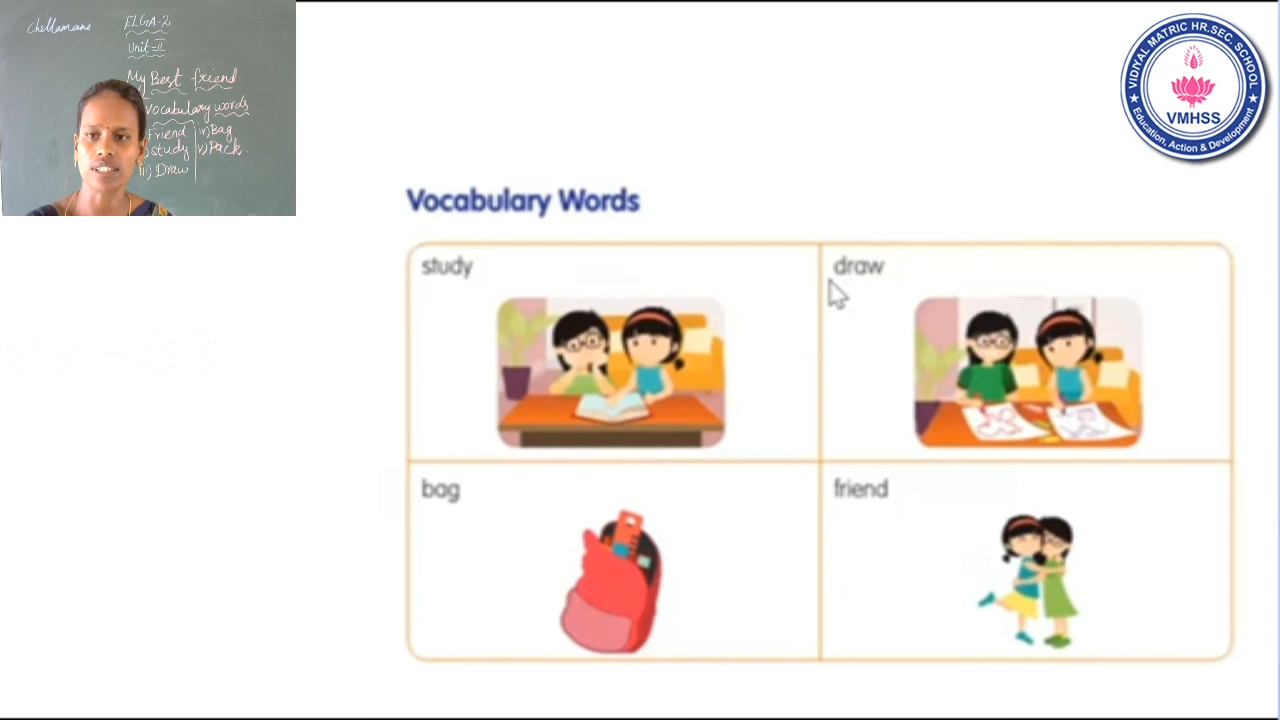 Chellamani
ELGA-2
Unit-II
My Best friend
Vocabulary words
Friend iv) Bag
study v) Pack
iii) Draw
VIDIYAL MATRIC HR.SEC. SCHOOL
VMHSS
Education, Action & Development
Vocabulary Words
study
draw
bag
friend